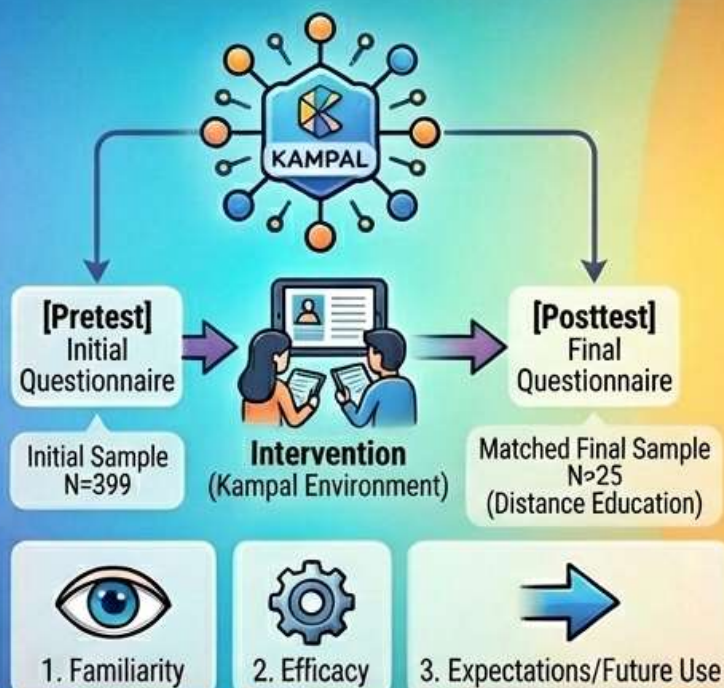 KAMPAL
[Pretest]
Initial
Questionnaire
[Posttest]
Final
Questionnaire
Initial Sample
N=399
Intervention
(Kampal Environment)
Matched Final Sample
(Distance Education)
1. Familiarity
2. Efficacy
3. Expectations/Future Use